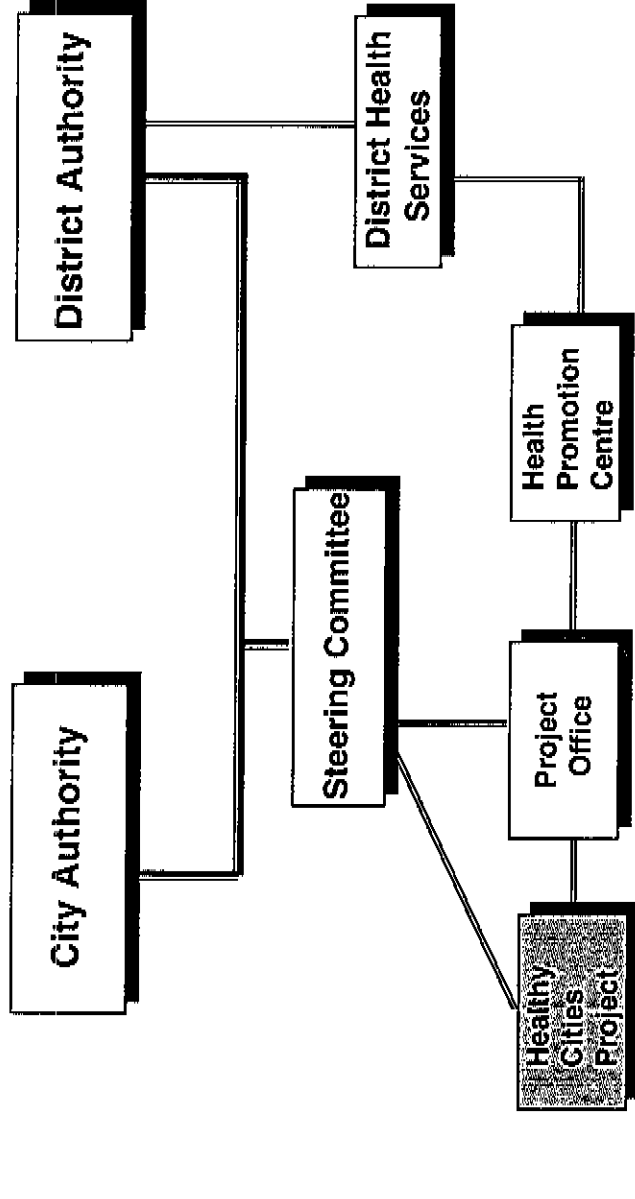 City Authority
District Authority
Steering Committee
District Health
Services
Healthy
Cities
Project
Project
Office
Health
Promotion
Centre